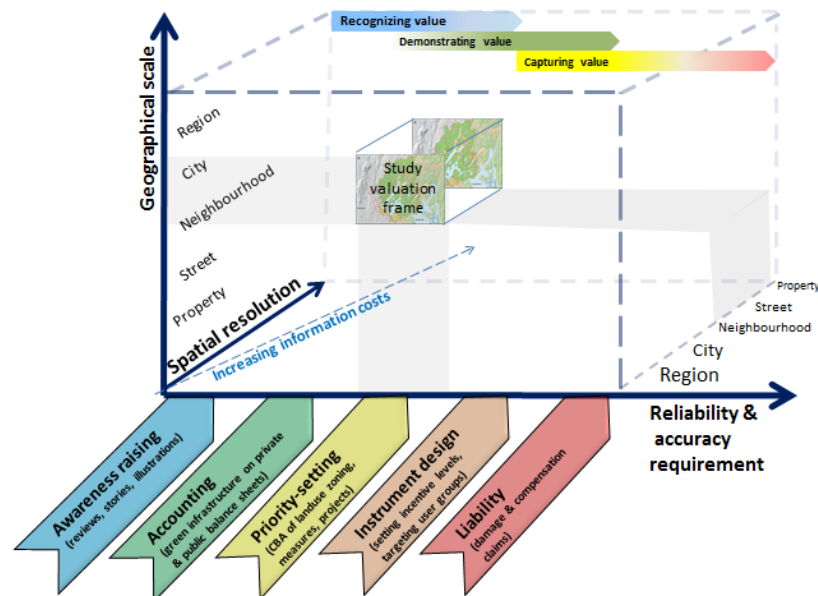 Recognizing value
Demonstrating value
Capturing value
Geographical scale
Region
City
Neighbourhood
Street
Property
Study
valuation
frame
Spatial resolution
Increasing information costs
Property
Street
Neighbourhood
City
Region
Reliability &
accuracy
requirement
Awareness raising
(reviews, stories, illustrations)
Accounting
(green infrastructure on private
& public balance sheets)
Priority-setting
(CBA of landuse zoning,
measures, projects)
Instrument design
(setting incentive levels,
targeting user groups)
Liability
(damage & compensation
claims)